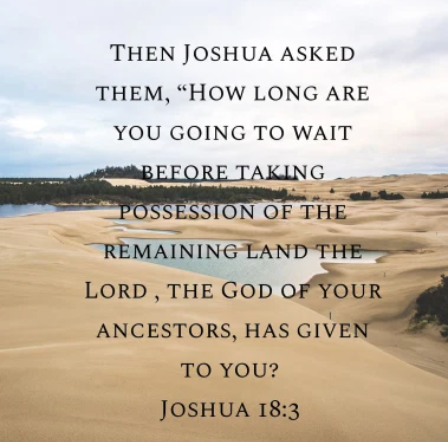 Then Joshua asked
them, “How long are
you going to wait
before taking
possession of the
remaining land the
Lord , the God of your
ancestors, has given
to you?
Joshua 18:3